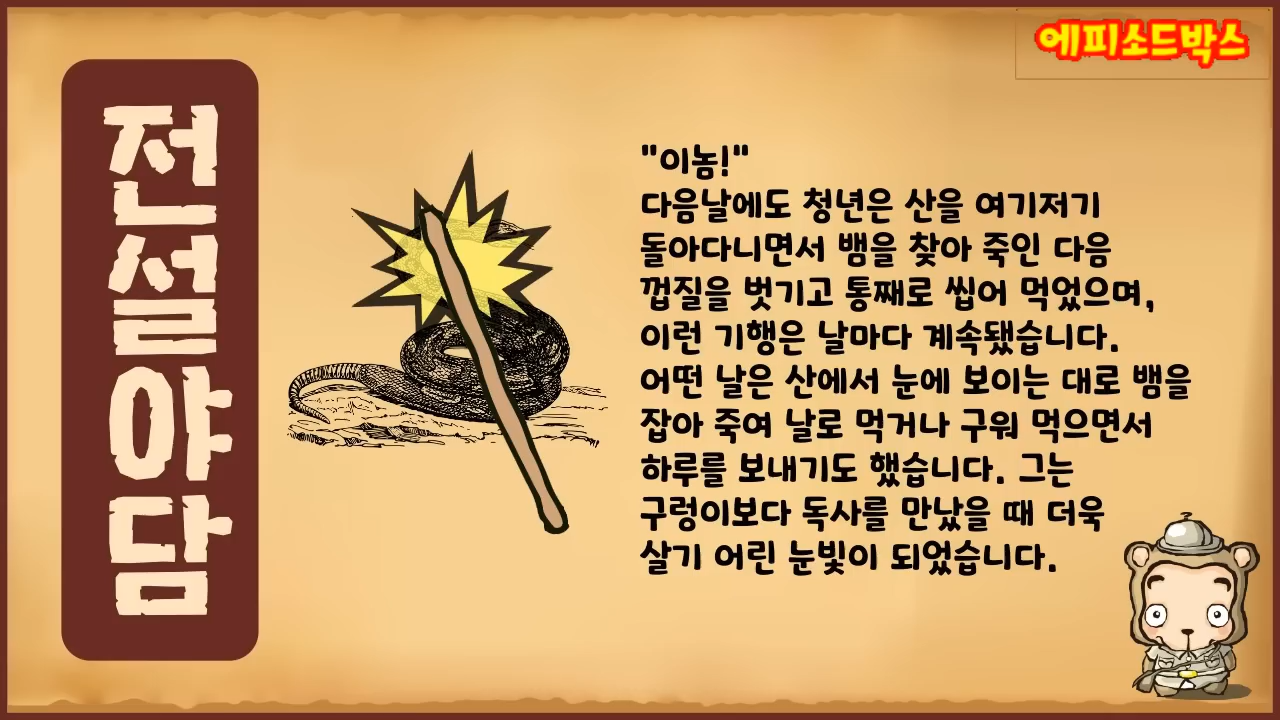 에피소드박스
전설야담
"이놈!"
다음날에도 청년은 산을 여기저기
돌아다니면서 뱀을 찾아 죽인 다음
껍질을 벗기고 통째로 씹어 먹었으며,
이런 기행은 날마다 계속됐습니다.
어떤 날은 산에서 눈에 보이는 대로 뱀을
잡아 죽여 날로 먹거나 구워 먹으면서
하루를 보내기도 했습니다. 그는
구렁이보다 독사를 만났을 때 더욱
살기 어린 눈빛이 되었습니다.